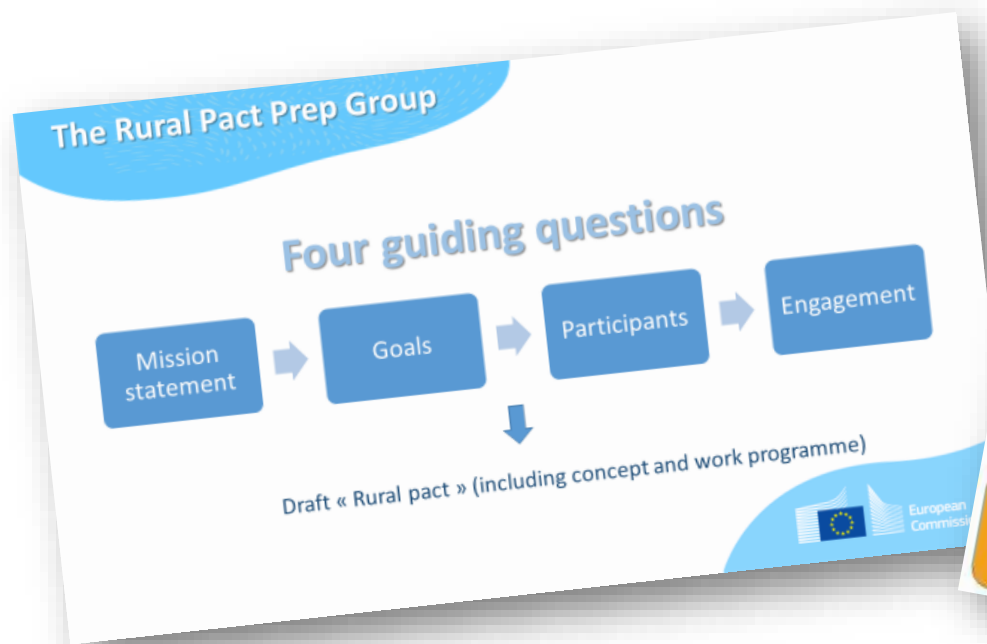 The Rural Pact Prep Group
Four guiding questions
Mission
statement
Goals
Participants
Engagement
Draft « Rural pact » (including concept and work programme)
European